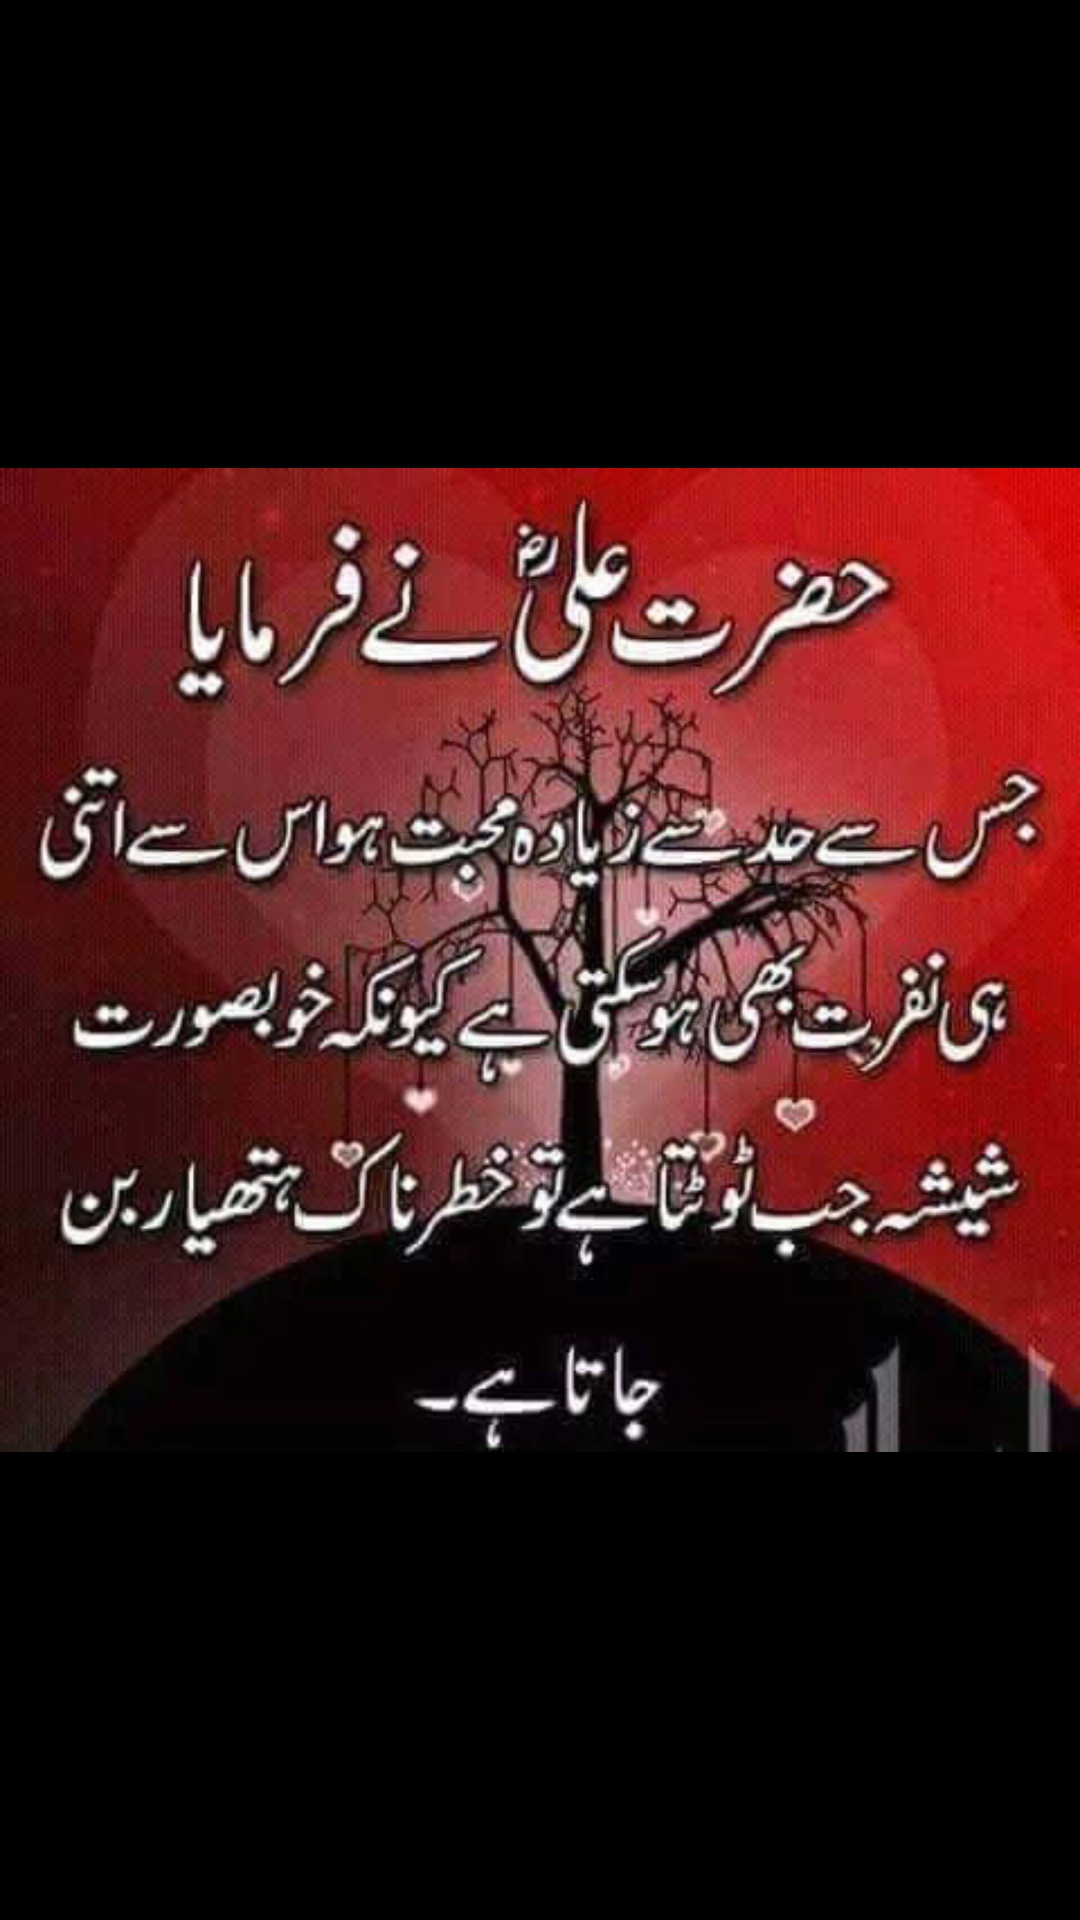 حضرت علیؓ نے فرمایا
جس سے حد سے زیادہ محبت ہو اس سے اتنی
ہی نفرت بھی ہو سکتی ہے کیونکہ خوبصورت
شیشہ جب ٹوٹتا ہے تو خطرناک ہتھیار بن
جاتا ہے۔